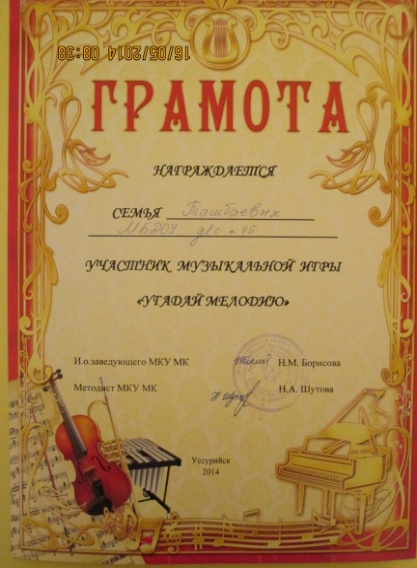 16/05/2014 08:38
ГРАМОТА
НАГРАЖДАЕТСЯ
СЕМЬЯ Ташбаевых
МБДОУ д/с № 45
УЧАСТНИК МУЗЫКАЛЬНОЙ ИГРЫ
«УГАДАЙ МЕЛОДИЮ»
И.о.заведующего МКУ МК Н.М. Борисова
Методист МКУ МК Н.А. Шутова
Уссурийск
2014